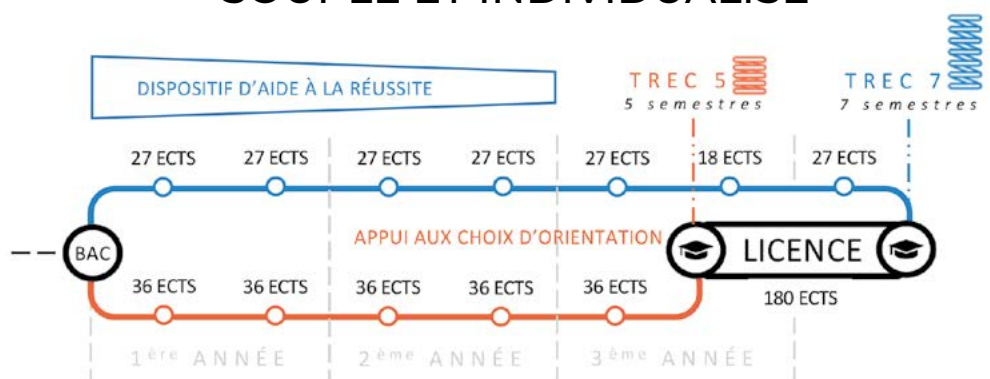 DISPOSITIF D'AIDE À LA RÉUSSITE
TREC 5
5 semestres
TREC 7
7 semestres
27 ECTS 27 ECTS 27 ECTS 27 ECTS 27 ECTS 18 ECTS 27 ECTS
BAC
APPUI AUX CHOIX D'ORIENTATION
LICENCE
180 ECTS
36 ECTS 36 ECTS 36 ECTS 36 ECTS 36 ECTS
1ère ANNÉE 2ème ANNÉE 3ème ANNÉE